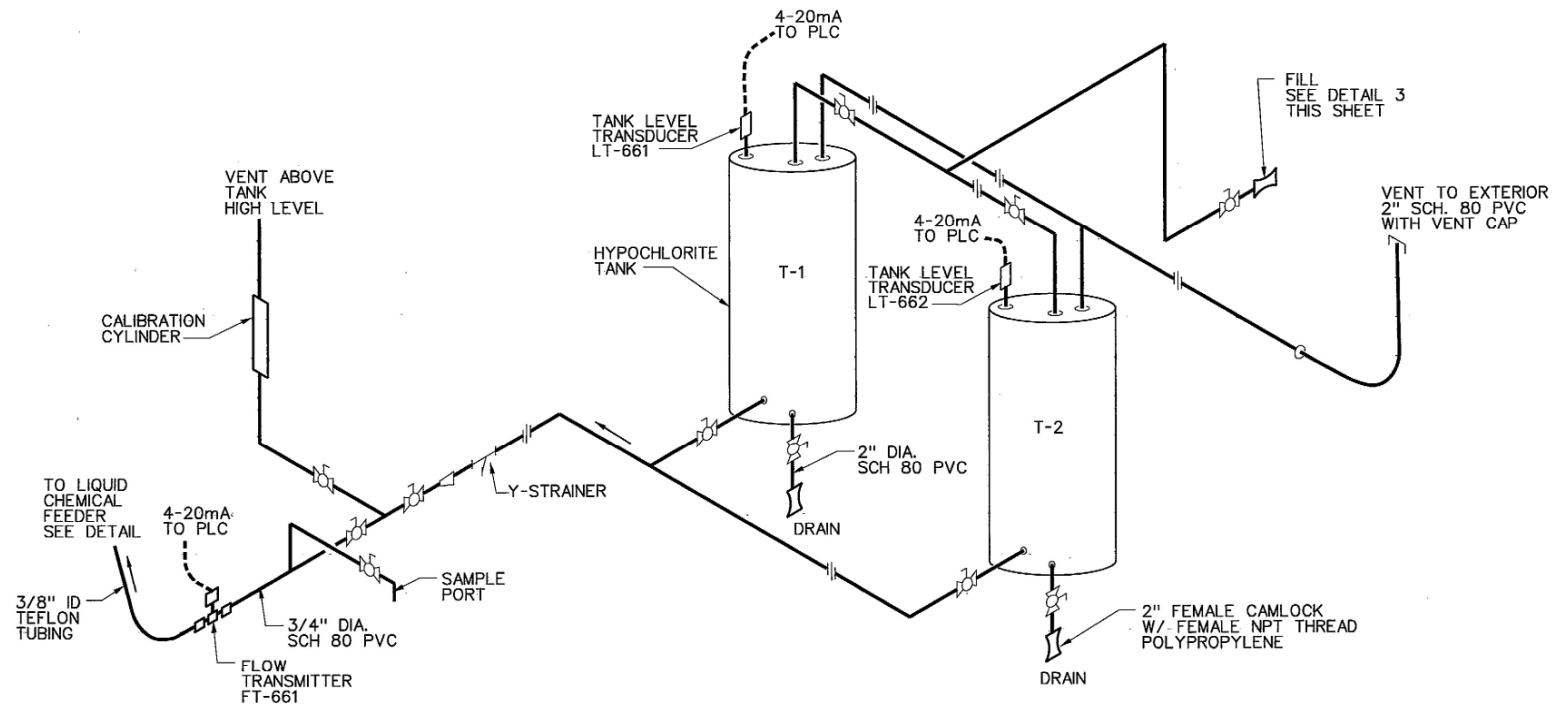 4-20mA
TO PLC
FILL
SEE DETAIL 3
THIS SHEET
TANK LEVEL
TRANSDUCER
LT-661
VENT ABOVE
TANK
HIGH LEVEL
VENT TO EXTERIOR
2" SCH. 80 PVC
WITH VENT CAP
4-20mA
TO PLC
HYPOCHLORITE
TANK
T-1
TANK LEVEL
TRANSDUCER
LT-662
CALIBRATION
CYLINDER
T-2
2" DIA.
SCH 80 PVC
Y-STRAINER
TO LIQUID
CHEMICAL
FEEDER
SEE DETAIL
4-20mA
TO PLC
DRAIN
SAMPLE
PORT
3/8" ID
TEFLON
TUBING
3/4" DIA.
SCH 80 PVC
2" FEMALE CAMLOCK
W/ FEMALE NPT THREAD
POLYPROPYLENE
FLOW
TRANSMITTER
FT-661
DRAIN